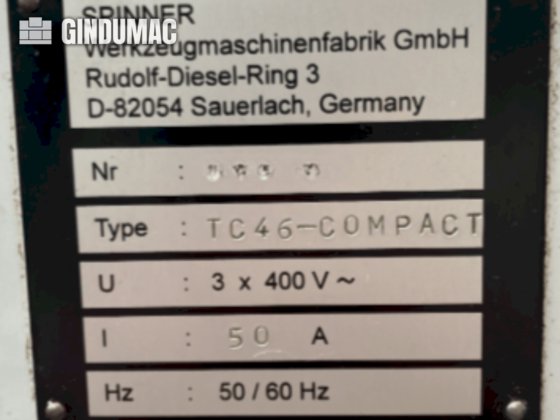 GINDUMAC
SPINNER
Werkzeugmaschinenfabrik GmbH
Rudolf-Diesel-Ring 3
D-82054 Sauerlach, Germany
Nr :
Type : TC46-COMPACT
U : 3 x 400 V ~
I : 50 A
Hz : 50 / 60 Hz